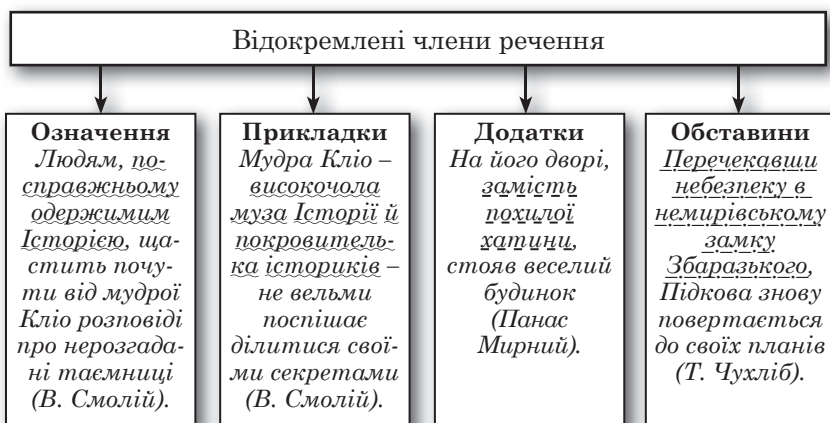 Відокремлені члени речення
Означення
Людям, по-
справжньому
одержимим
Історією, ща-
стить почу-
ти від мудрої
Кліо розповіді
про нерозгада-
ні таємниці
(В. Смолій).
Прикладки
Мудра Кліо –
височола
муза Історії й
покровитель-
ка істориків –
не вельми
поспішає
ділитися свої-
ми секретами
(В. Смолій).
Додатки
На його дворі,
замість
похилої
хатини,
стояв веселий
будинок
(Панас
Мирний).
Обставини
Перечекавши
небезпеку в
немирівському
замку
Збаразького,
Підкова знову
повертається
до своїх планів
(Т. Чухліб).